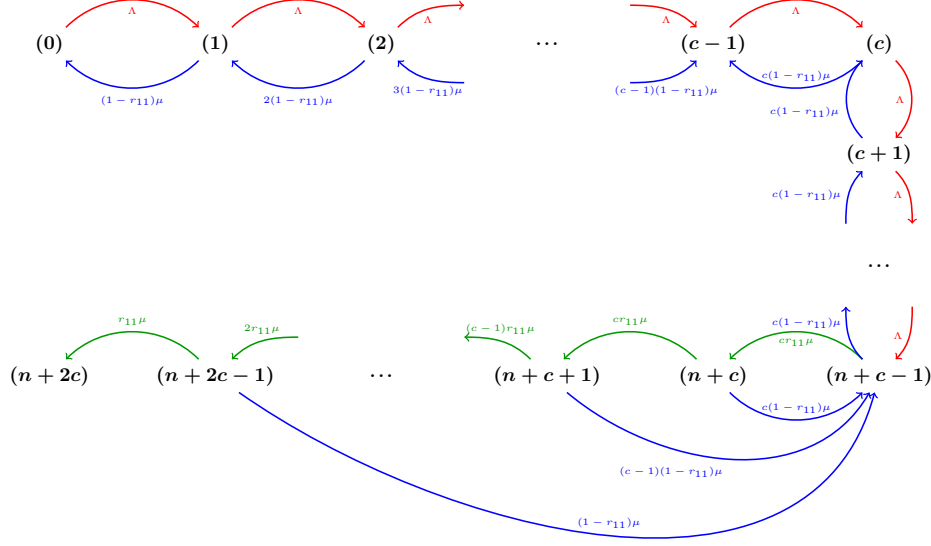 Λ Λ Λ Λ Λ
(0) (1) (2) ⋯ (c − 1) (c)
(1 − r₁₁)μ 2(1 − r₁₁)μ 3(1 − r₁₁)μ (c − 1)(1 − r₁₁)μ c(1 − r₁₁)μ
c(1 − r₁₁)μ Λ
(c + 1)
c(1 − r₁₁)μ Λ
⋯
r₁₁μ 2r₁₁μ (c − 1)r₁₁μ cr₁₁μ c(1 − r₁₁)μ Λ
cr₁₁μ
(n + 2c) (n + 2c − 1) ⋯ (n + c + 1) (n + c) (n + c − 1)
c(1 − r₁₁)μ
(c − 1)(1 − r₁₁)μ
(1 − r₁₁)μ